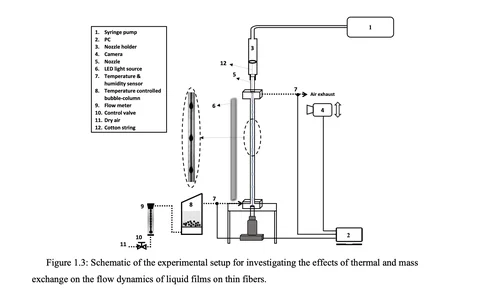 1. Syringe pump
2. PC
3. Nozzle holder
4. Camera
5. Nozzle
6. LED light source
7. Temperature &
humidity sensor
8. Temperature controlled
bubble-column
9. Flow meter
10. Control valve
11. Dry air
12. Cotton string
1
3
12
5
7
Air exhaust
6
4
7
9
8
2
10
11
Figure 1.3: Schematic of the experimental setup for investigating the effects of thermal and mass
exchange on the flow dynamics of liquid films on thin fibers.